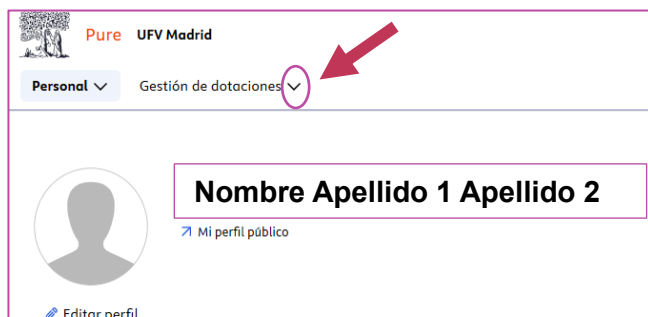 Pure UFV Madrid
Personal Gestión de dotaciones
Nombre Apellido 1 Apellido 2
Mi perfil público
Editar perfil